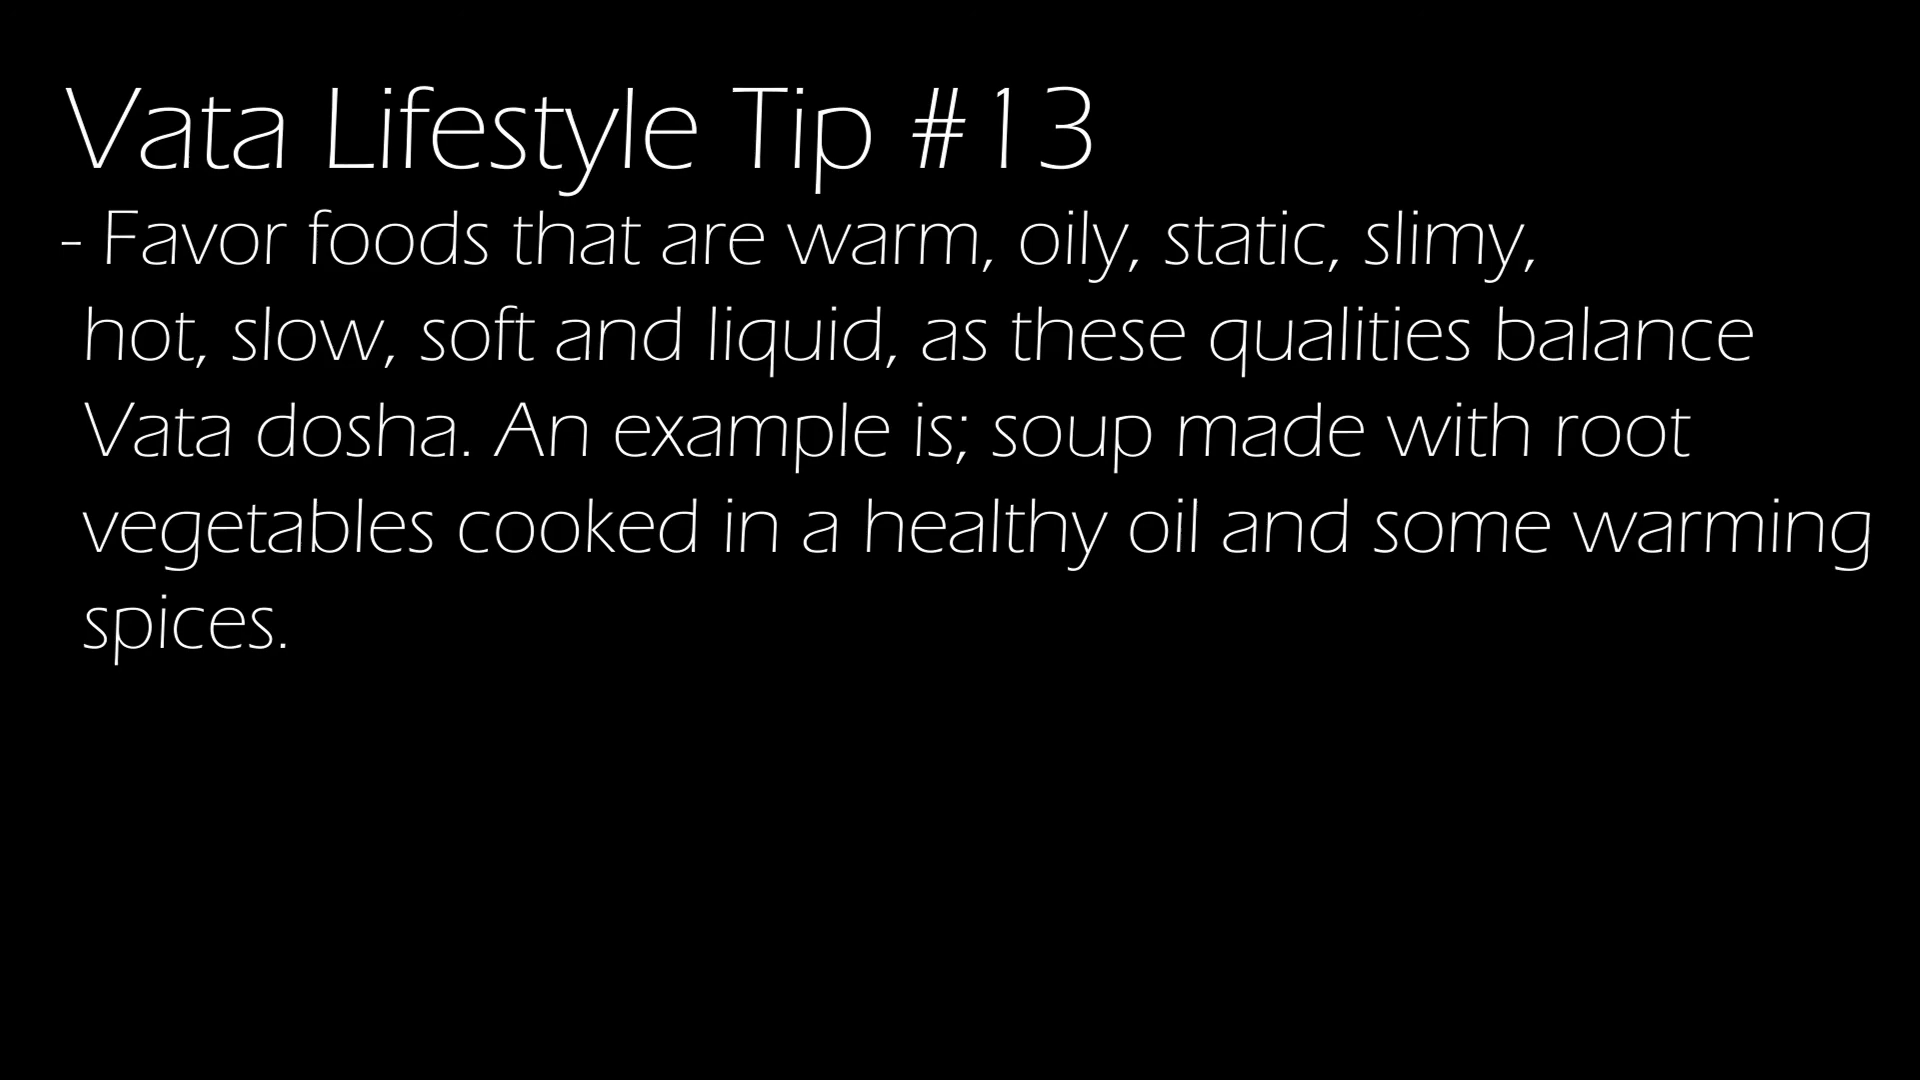 Vata Lifestyle Tip #13
- Favor foods that are warm, oily, static, slimy,
hot, slow, soft and liquid, as these qualities balance
Vata dosha. An example is; soup made with root
vegetables cooked in a healthy oil and some warming
spices.